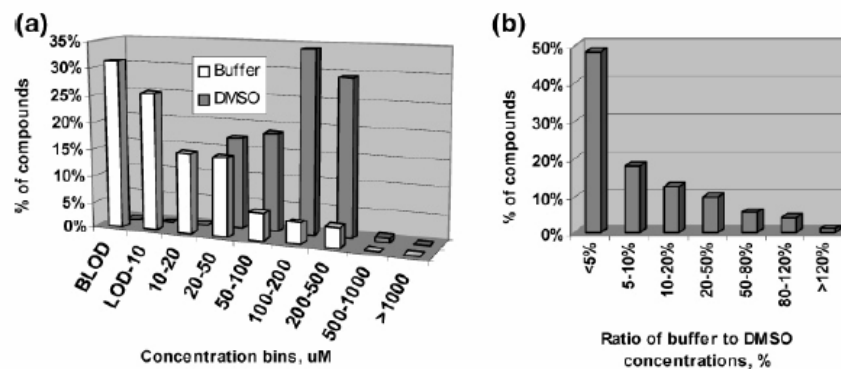 (a)
35%
30%
25%
20%
15%
10%
5%
0%
% of compounds
Buffer
DMSO
BLOD
LOD-10
10-20
20-50
50-100
100-200
200-500
500-1000
>1000
Concentration bins, uM
(b)
50%
40%
30%
20%
10%
0%
% of compounds
<5%
5-10%
10-20%
20-50%
50-80%
80-120%
>120%
Ratio of buffer to DMSO
concentrations, %